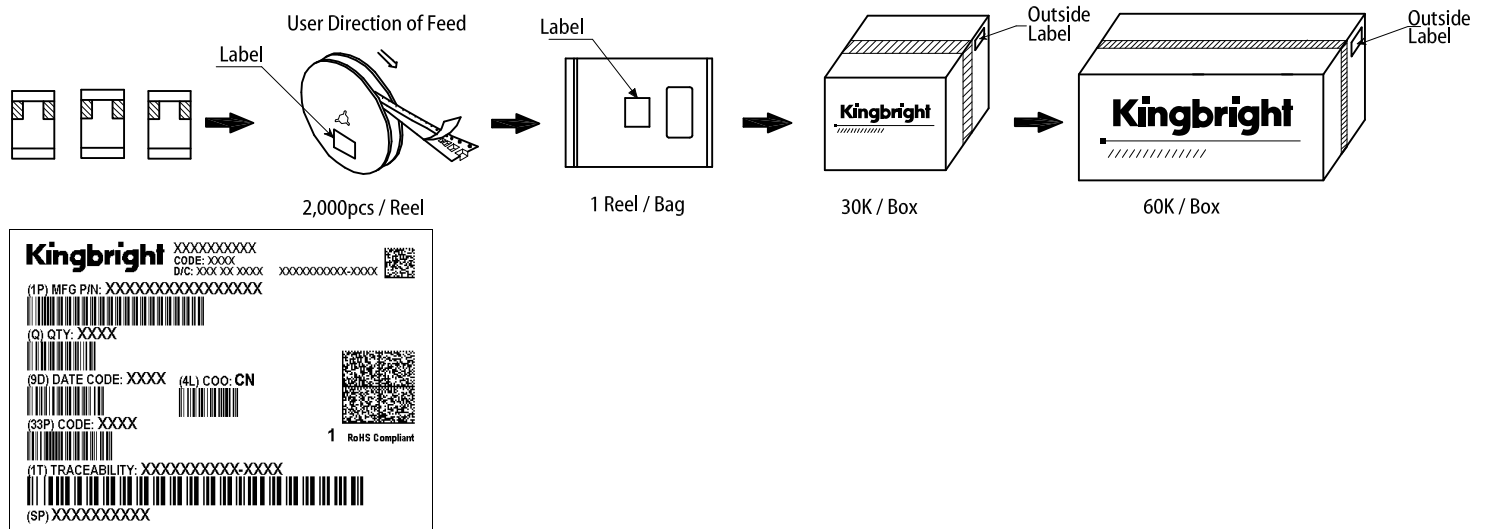 User Direction of Feed
Label
Label
Outside
Label
Outside
Label
Kingbright
Kingbright
2,000pcs / Reel
1 Reel / Bag
30K / Box
60K / Box
Kingbright
XXXXXXXXXX
CODE: XXXX
D/C: XXX XX XXXX
XXXXXXXXXX-XXXX
(1P) MFG P/N: XXXXXXXXXXXXXXXX
(Q) QTY: XXXX
(9D) DATE CODE: XXXX
(4L) COO: CN
(33P) CODE: XXXX
1 RoHS Compliant
(1T) TRACEABILITY: XXXXXXXXXX-XXXX
(SP) XXXXXXXXXX